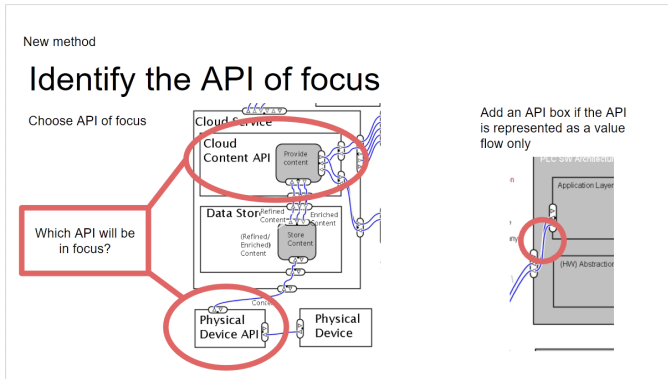 New method
Identify the API of focus
Choose API of focus
Which API will be
in focus?
Cloud Service
Cloud
Content API
Provide
content
Data Stor
Refined
Content
Enriched
Content
(Refined/
Enriched)
Content
Store
Content
Physical
Device API
Physical
Device
Add an API box if the API
is represented as a value
flow only
PLC SW Architectur
Application Layer
(HW) Abstraction